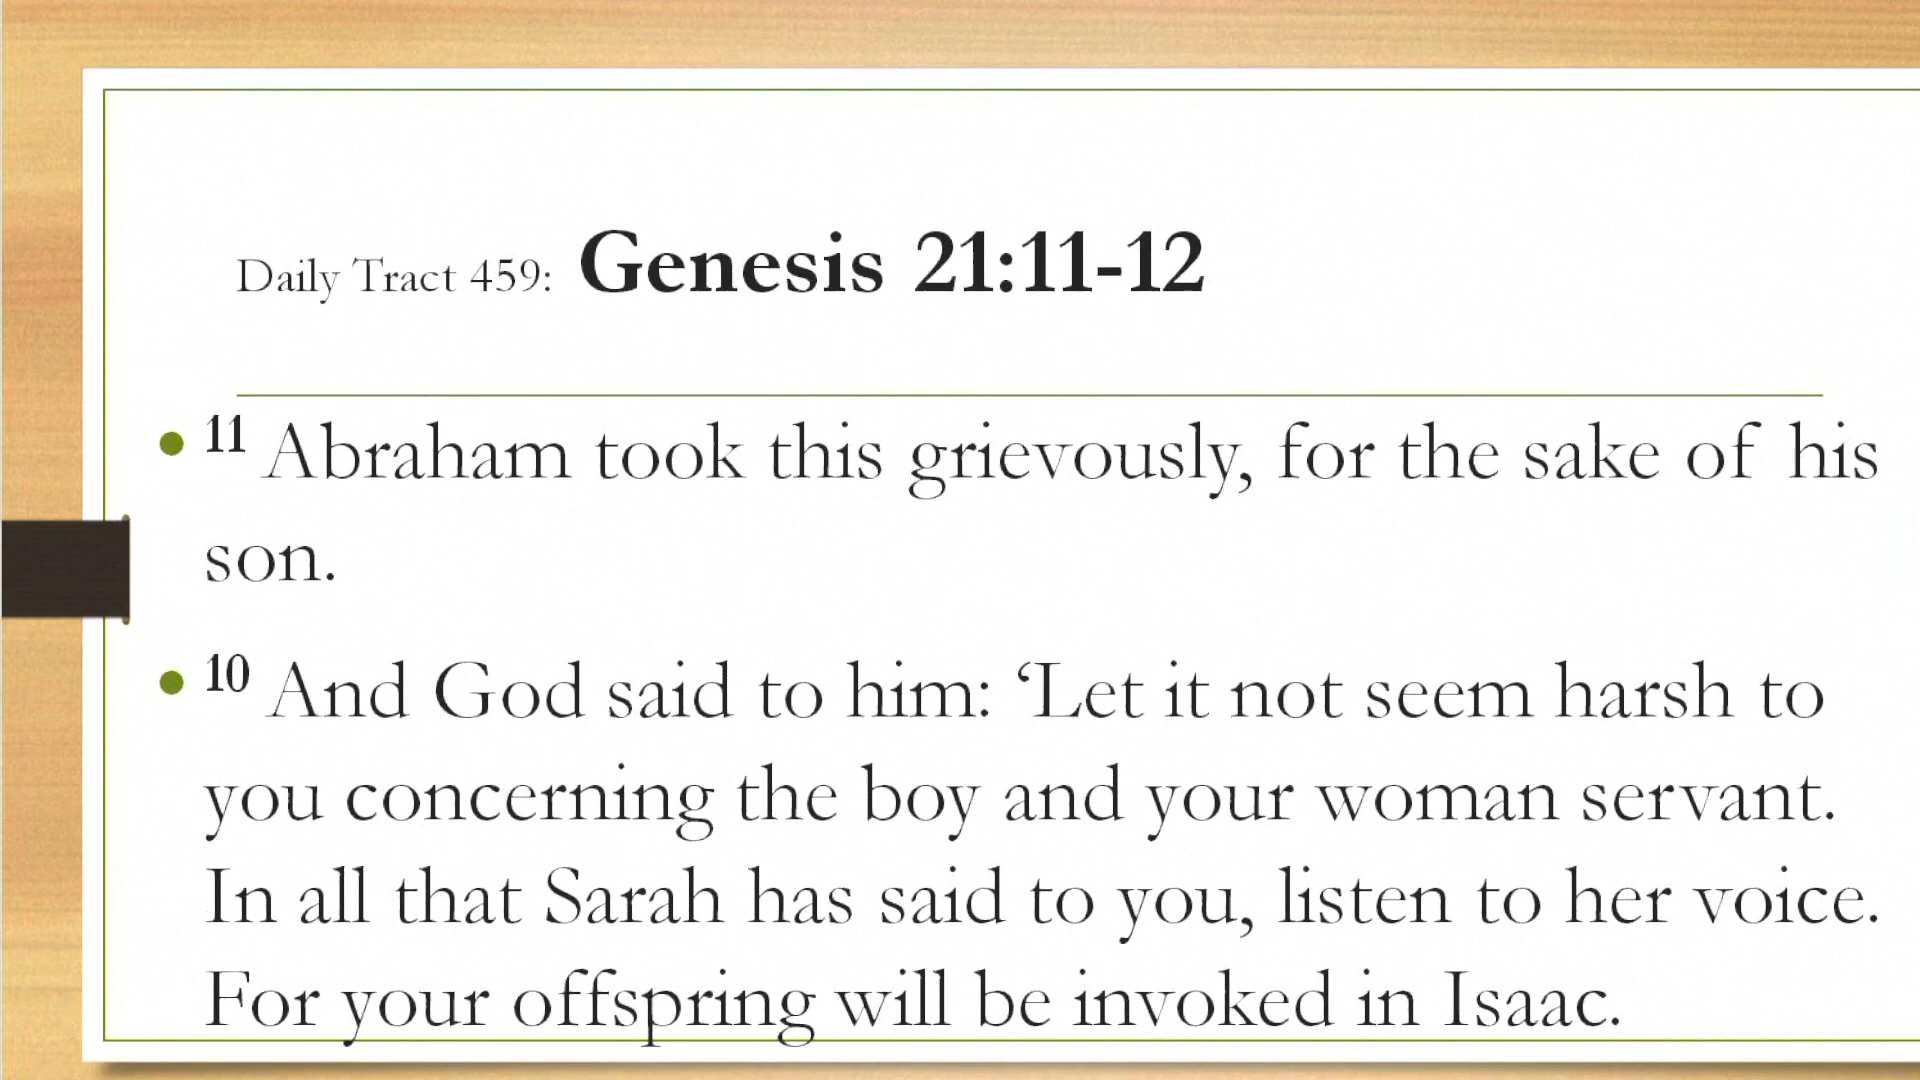 Daily Tract 459: Genesis 21:11-12
• 11 Abraham took this grievously, for the sake of his
son.
• 10 And God said to him: ‘Let it not seem harsh to
you concerning the boy and your woman servant.
In all that Sarah has said to you, listen to her voice.
For your offspring will be invoked in Isaac.